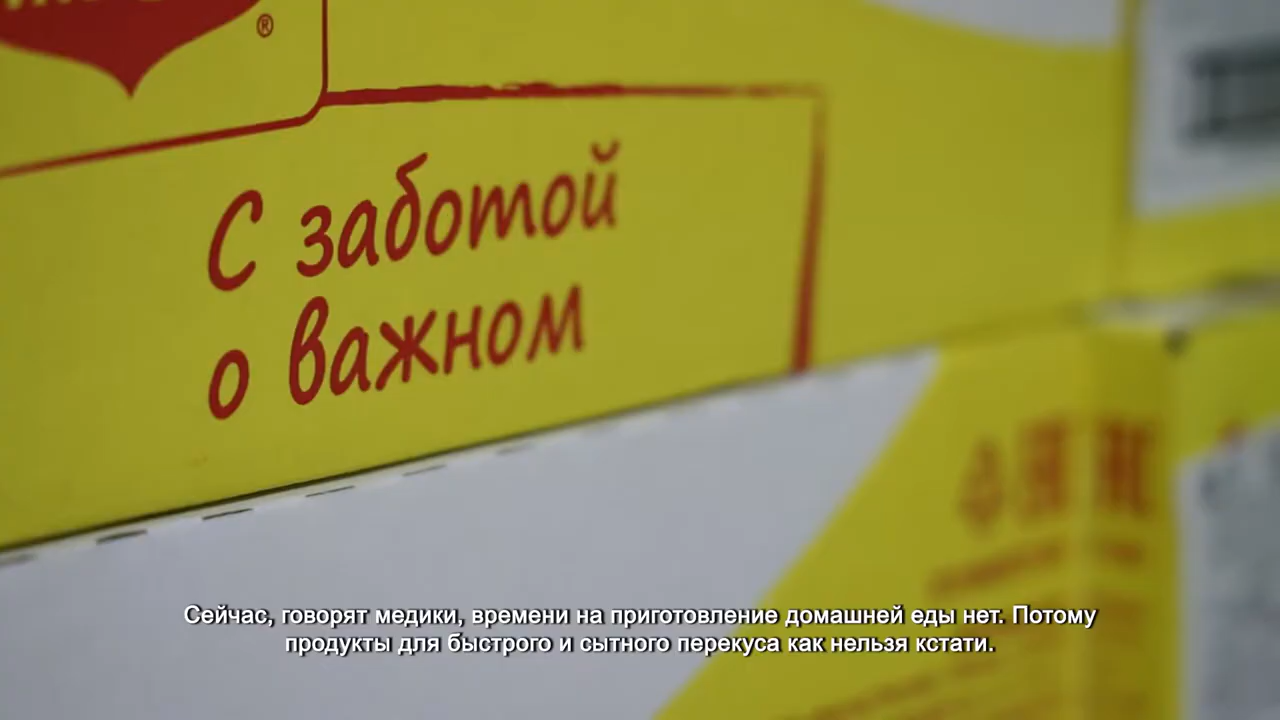 ®
С заботой
о важном
Сейчас, говорят медики, времени на приготовление домашней еды нет. Потому
продукты для быстрого и сытного перекуса как нельзя кстати.